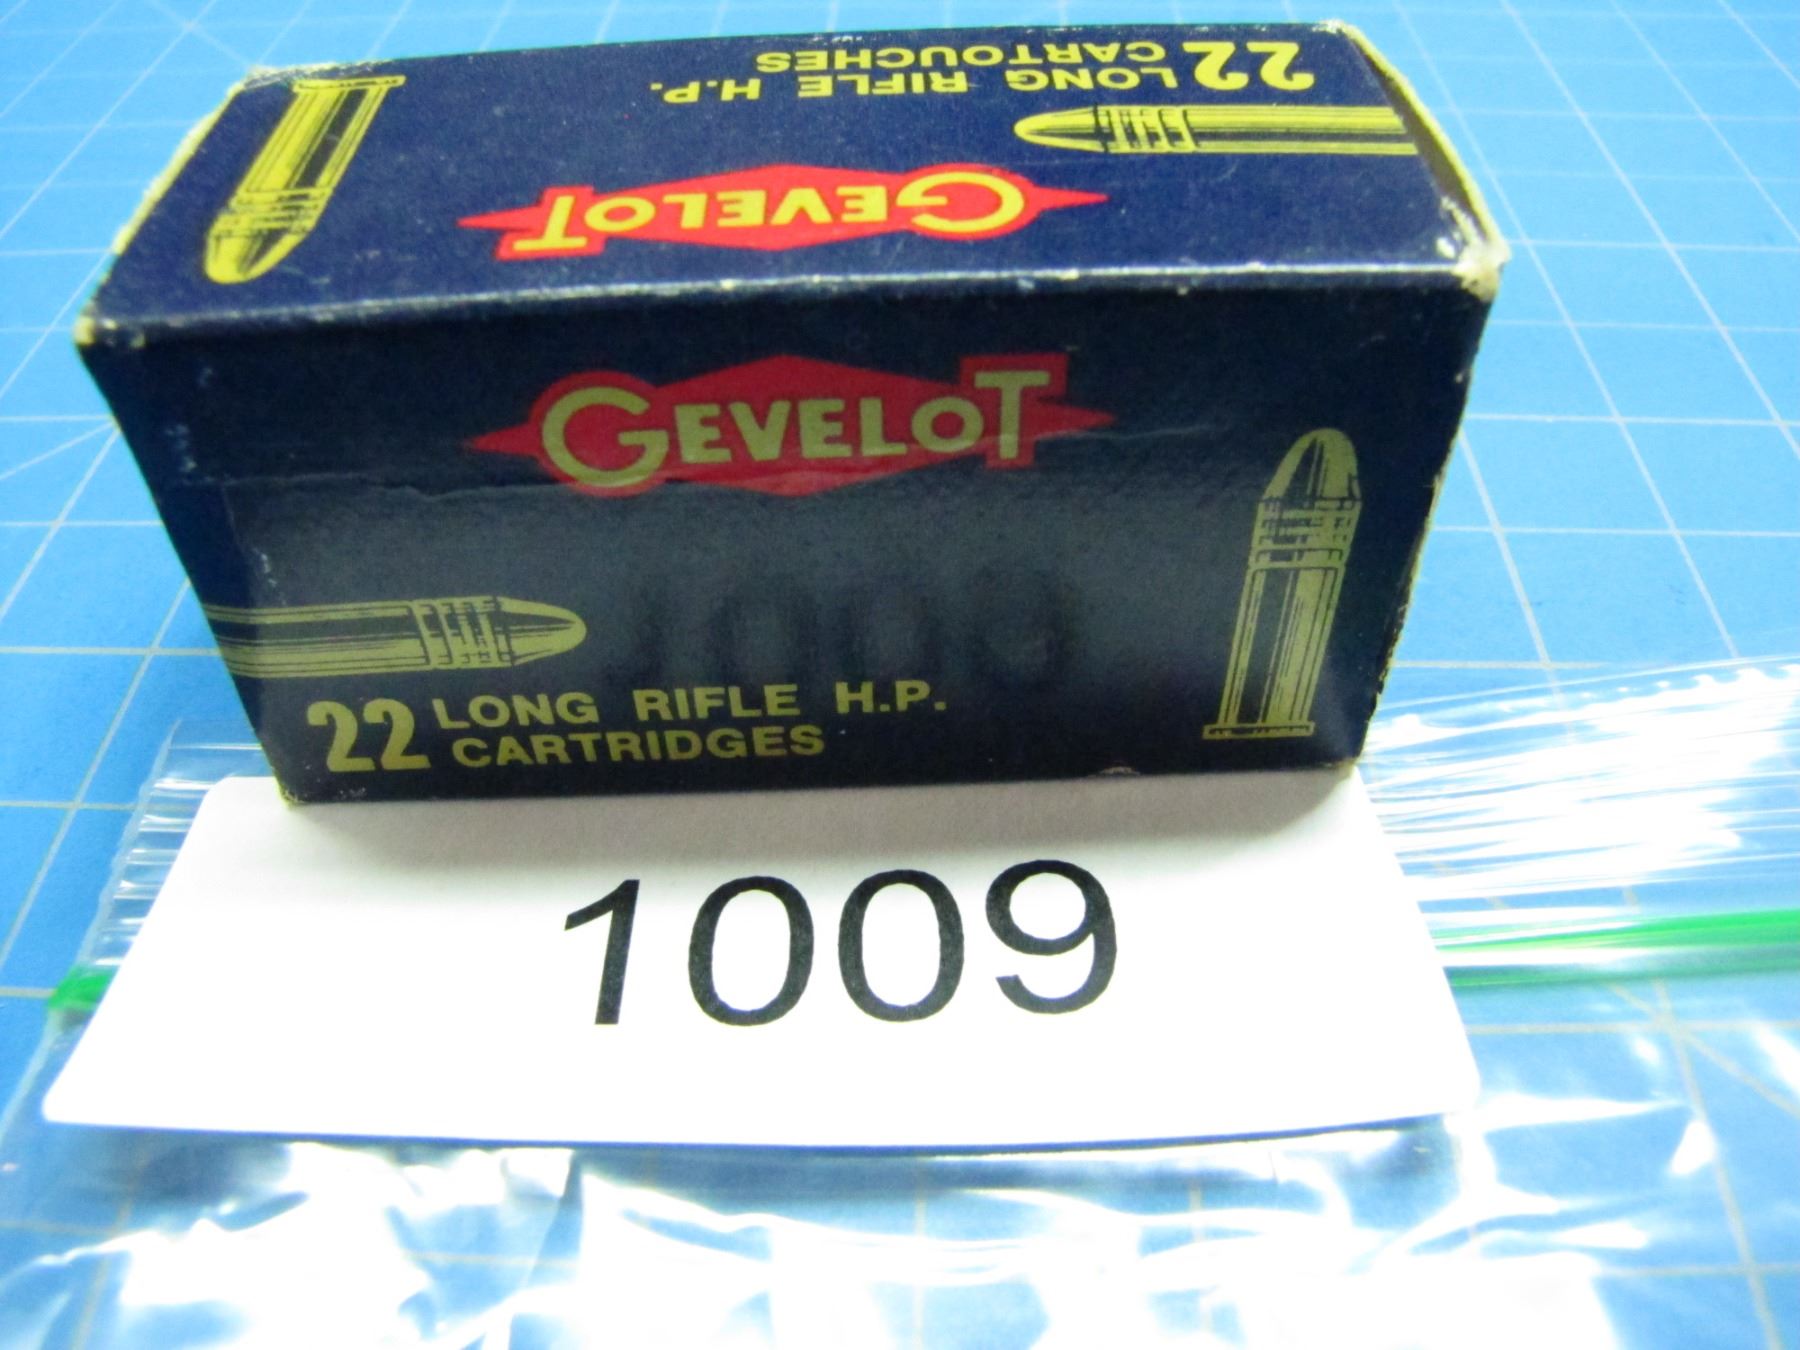 22 LONG RIFLE H.P.
CARTOUCHES
GEVELOT
GEVELOT
22 LONG RIFLE H.P.
CARTRIDGES
1009